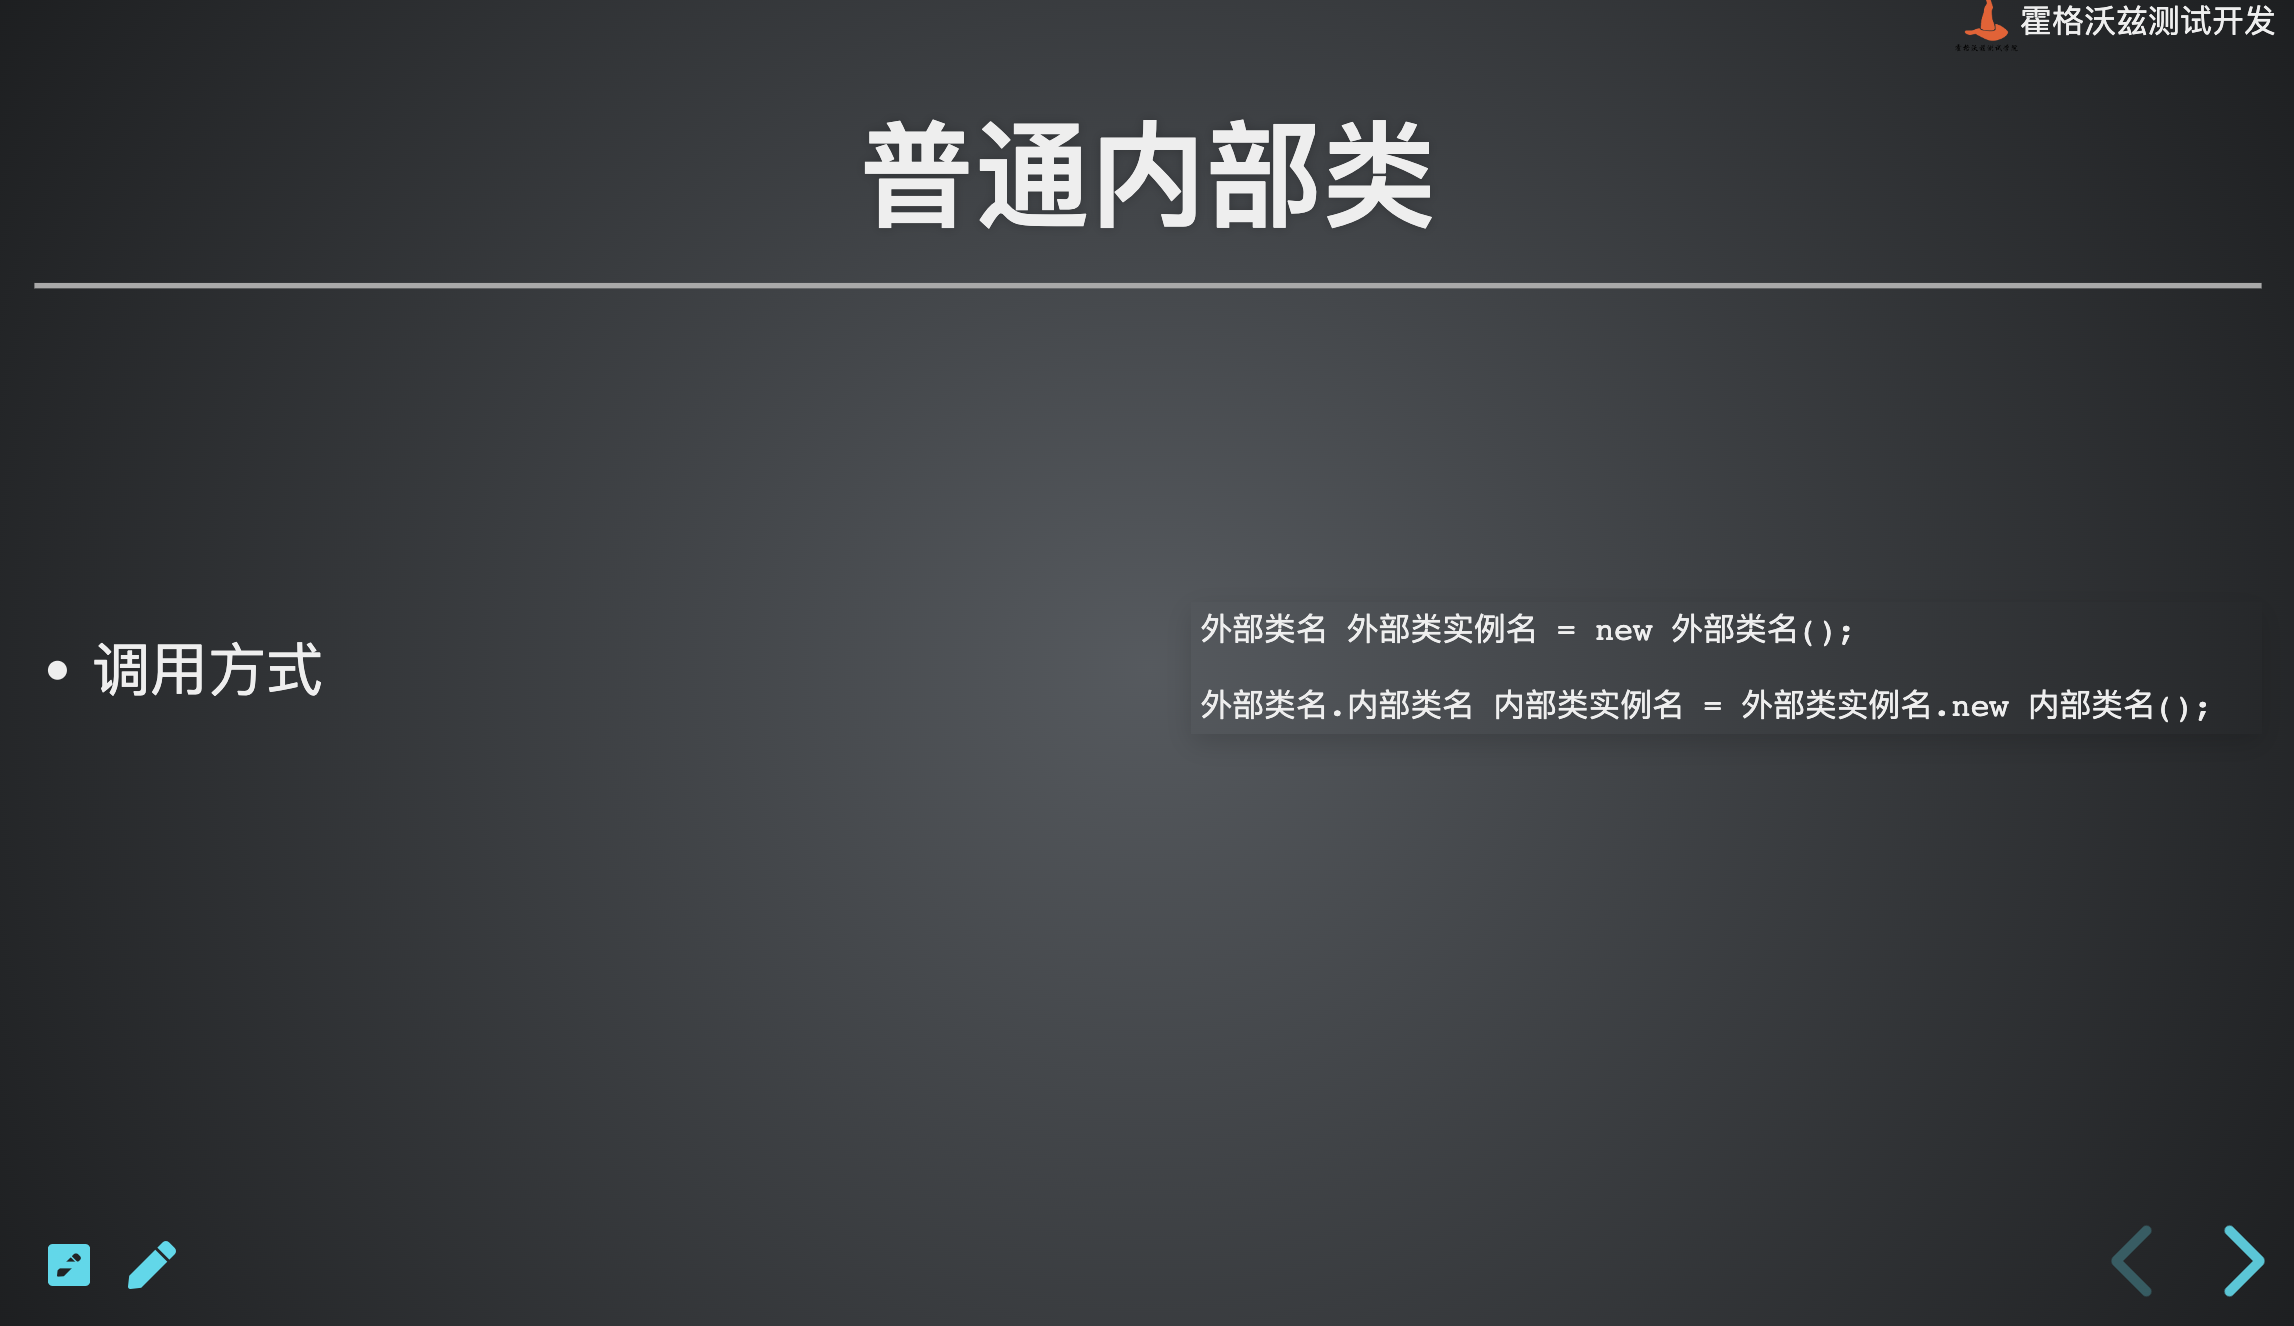 霍格沃兹测试开发
普通内部类
调用方式
外部类名 外部类实例名 = new 外部类名();
外部类名.内部类名 内部类实例名 = 外部类实例名.new 内部类名();